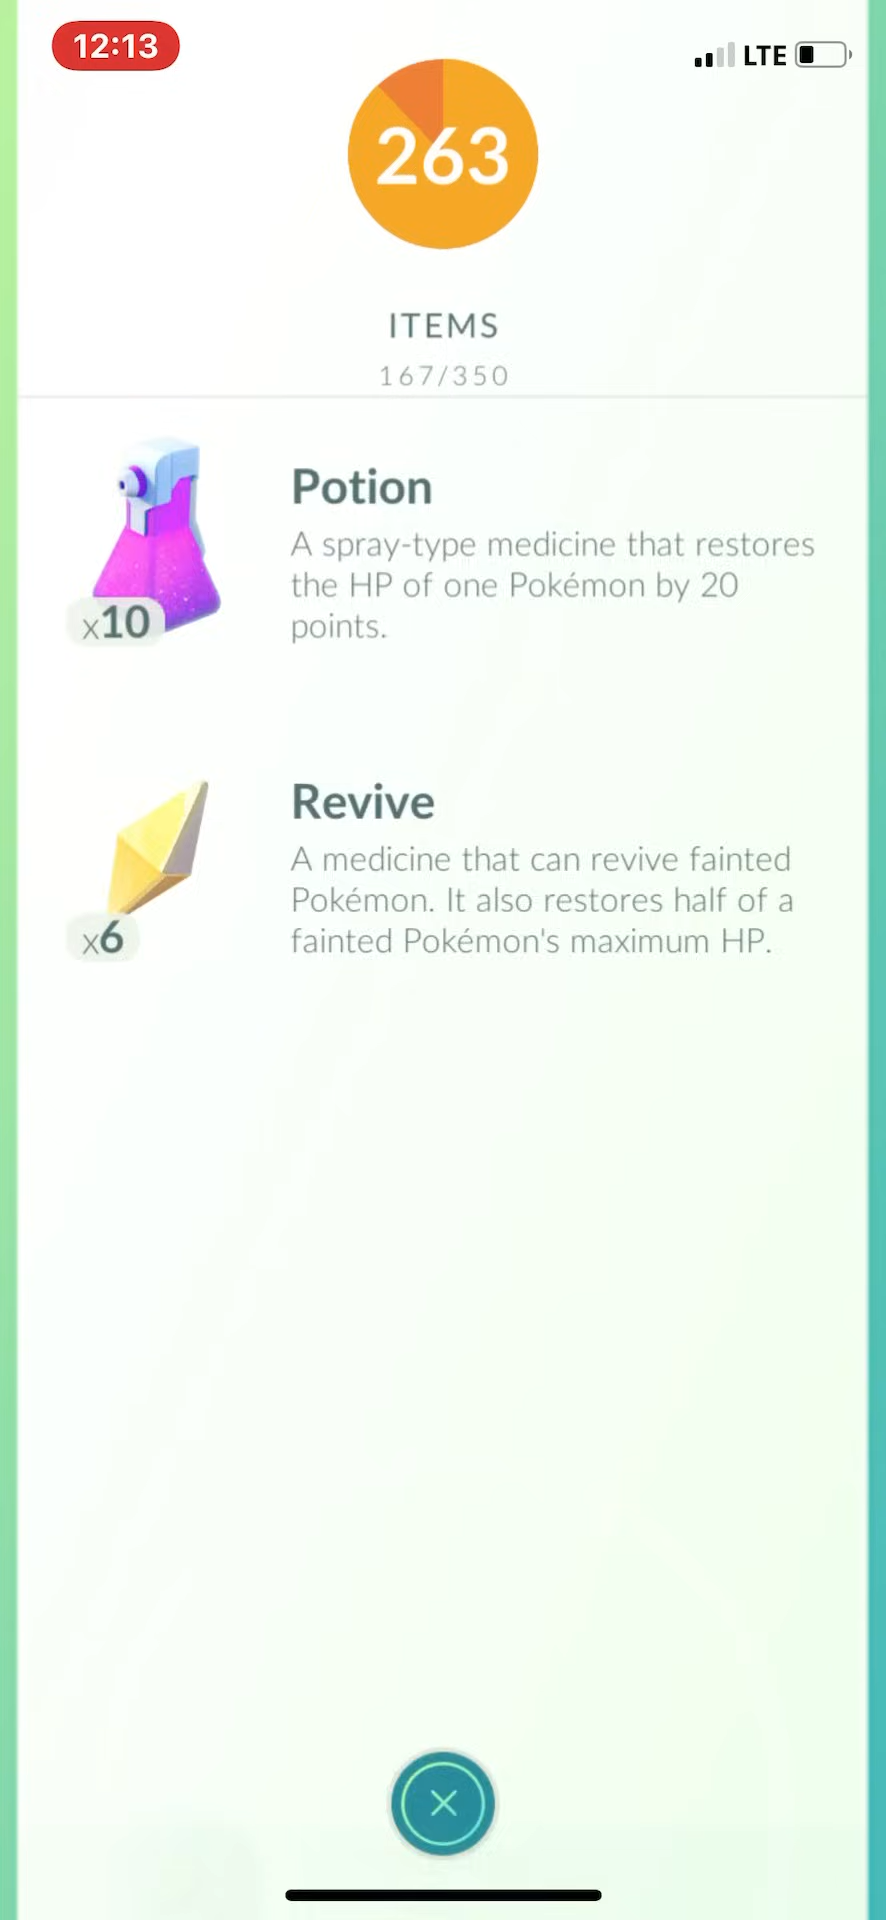 12:13
LTE
263
ITEMS
167/350
Potion
A spray-type medicine that restores
the HP of one Pokémon by 20
points.
x10
Revive
A medicine that can revive fainted
Pokémon. It also restores half of a
fainted Pokémon's maximum HP.
x6